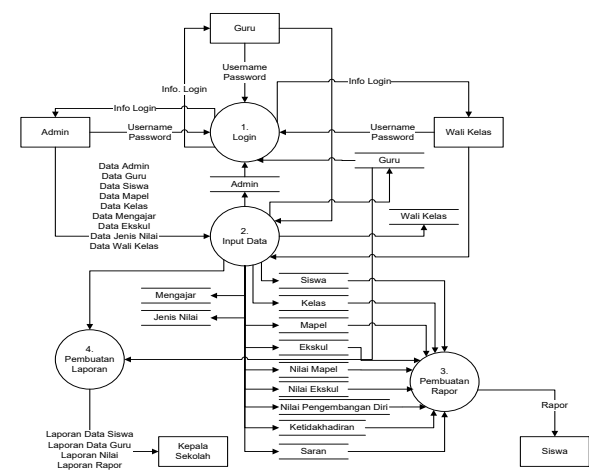 Guru
Username
Password
Info. Login
Info Login
Info Login
Admin
Username
Password
1.
Login
Username
Password
Wali Kelas
Guru
Admin
Data Admin
Data Guru
Data Siswa
Data Mapel
Data Kelas
Data Mengajar
Data Ekskul
Data Jenis Nilai
Data Wali Kelas
2.
Input Data
Wali Kelas
Siswa
Mengajar
Kelas
Jenis Nilai
Mapel
Ekskul
4.
Pembuatan
Laporan
Nilai Mapel
3.
Pembuatan
Rapor
Nilai Ekskul
Nilai Pengembangan Diri
Rapor
Ketidakhadiran
Laporan Data Siswa
Laporan Data Guru
Laporan Nilai
Laporan Rapor
Kepala
Sekolah
Saran
Siswa